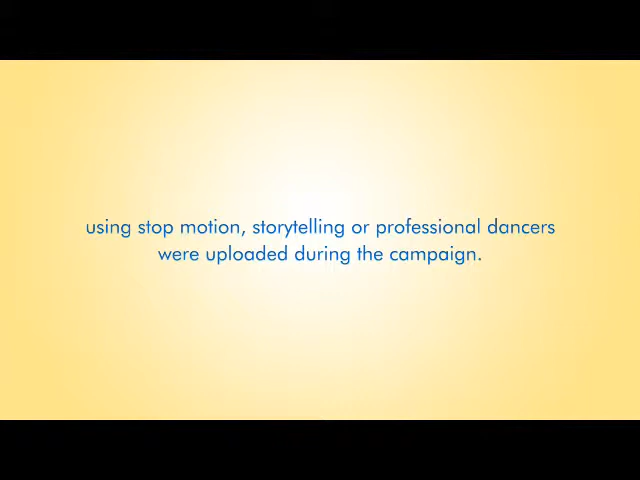 using stop motion, storytelling or professional dancers
were uploaded during the campaign.